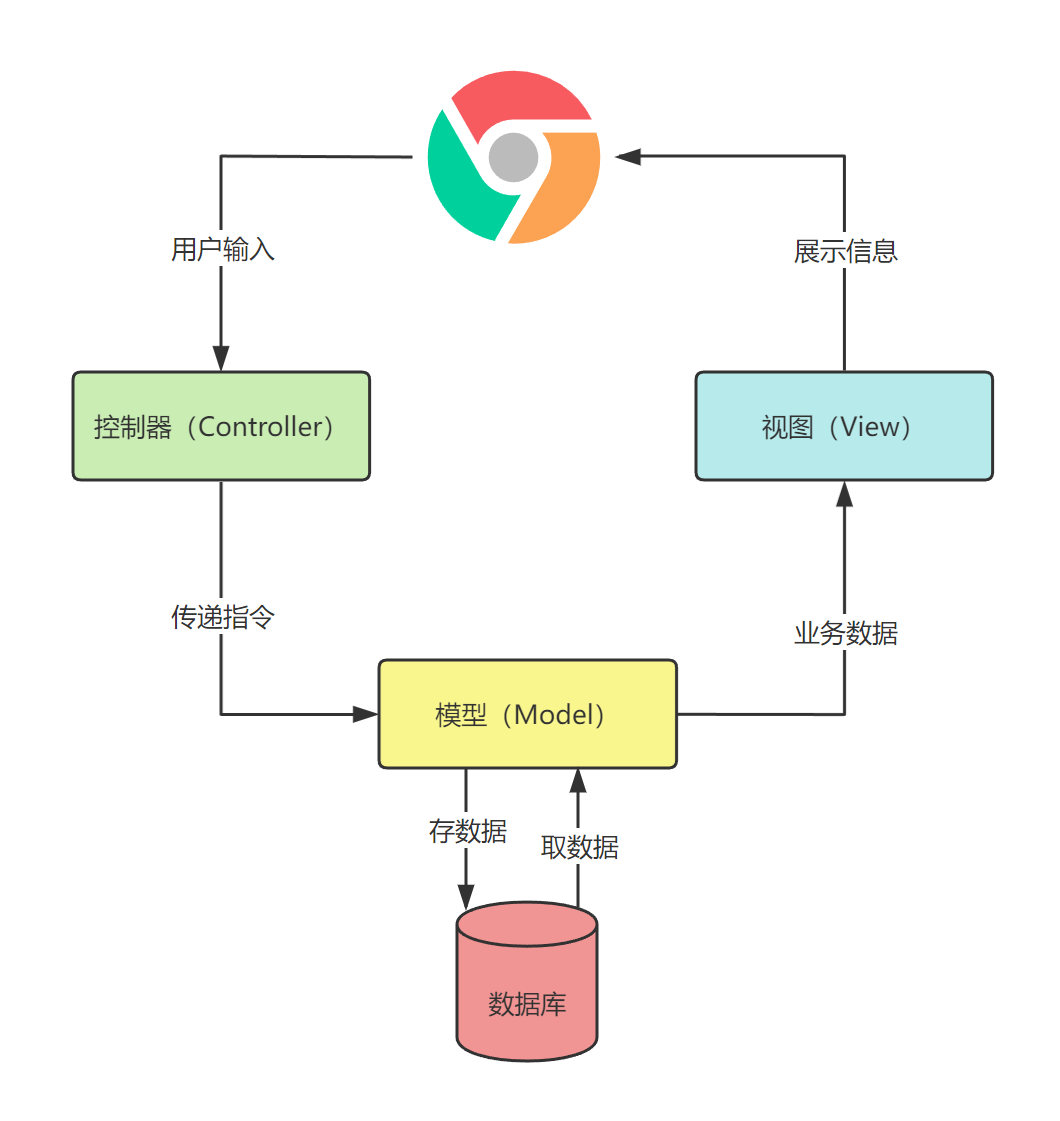 用户输入
展示信息
控制器（Controller）
视图（View）
传递指令
业务数据
模型（Model）
存数据
取数据
数据库